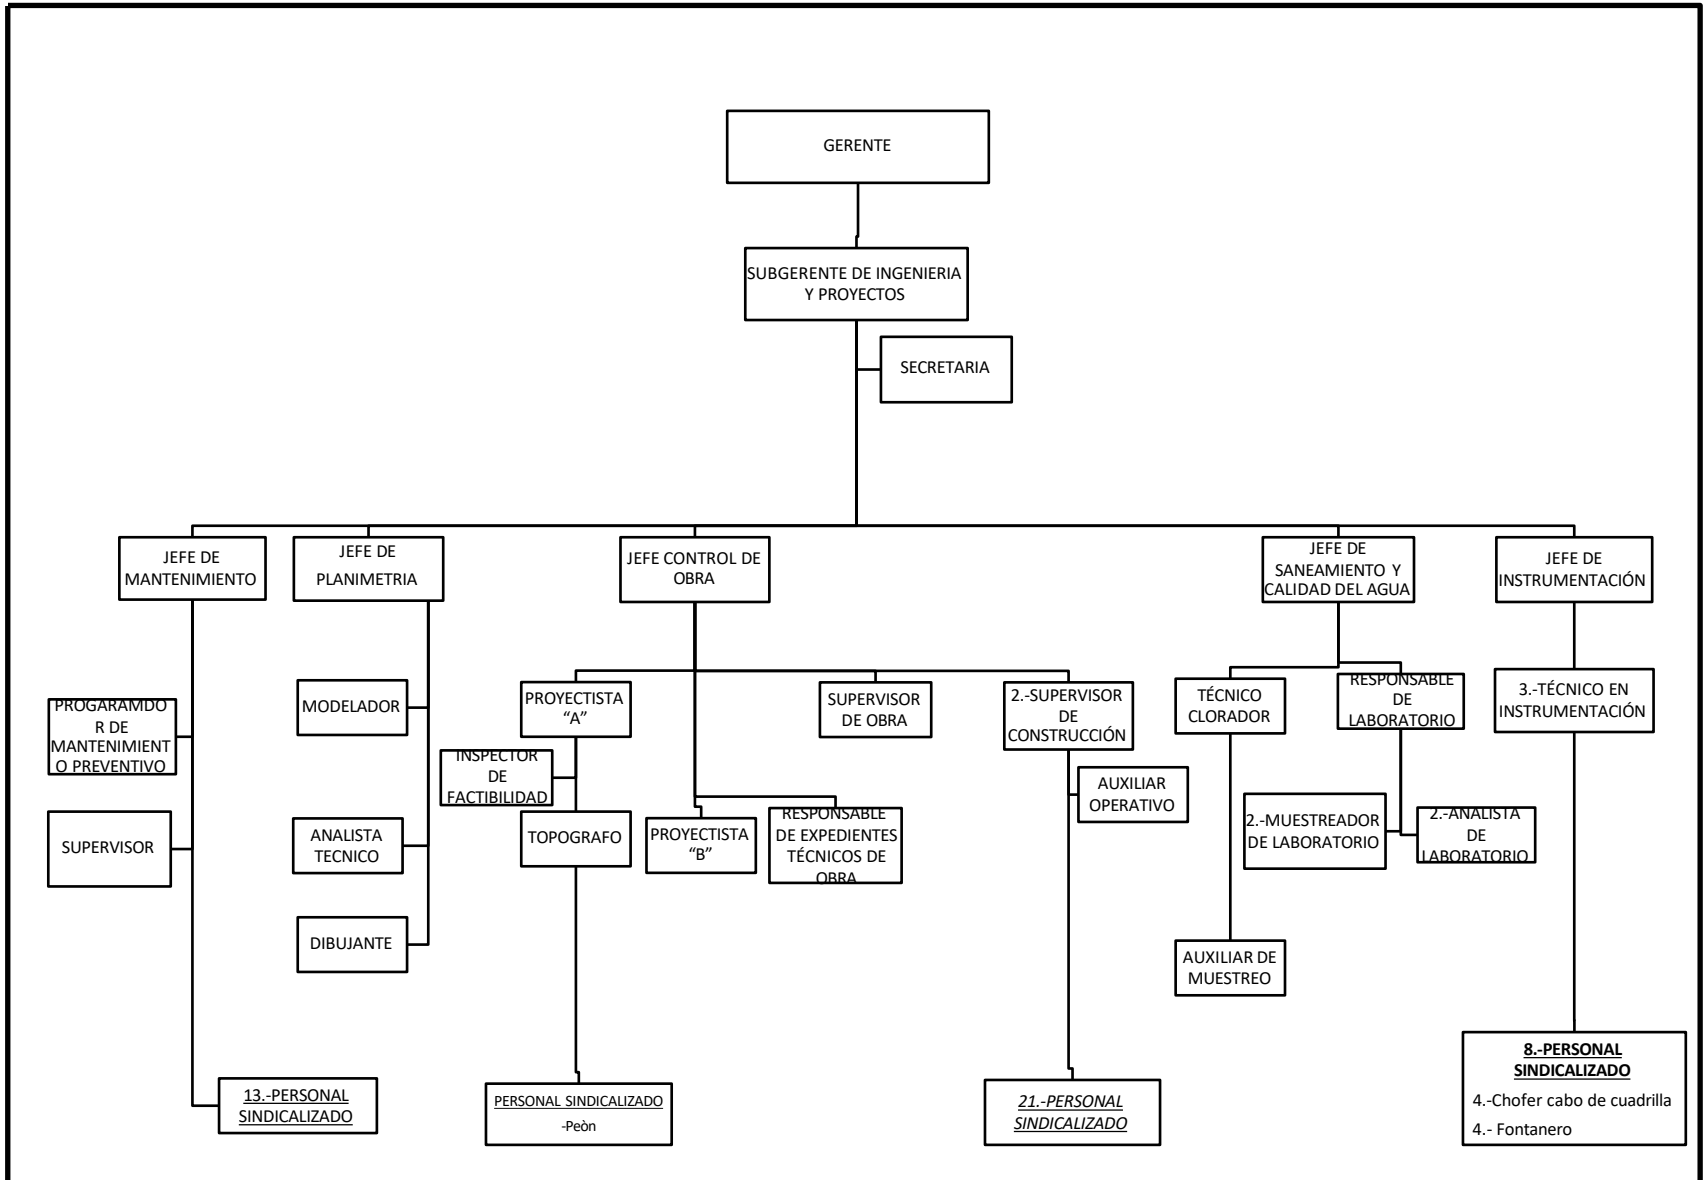 GERENTE
SUBGERENTE DE INGENIERIA
Y PROYECTOS
SECRETARIA
JEFE DE
MANTENIMIENTO
JEFE DE
PLANIMETRIA
JEFE CONTROL DE
OBRA
JEFE DE
SANEAMIENTO Y
CALIDAD DEL AGUA
JEFE DE
INSTRUMENTACIÓN
PROGARAMDO
R DE
MANTENIMIENT
O PREVENTIVO
MODELADOR
PROYECTISTA
“A”
SUPERVISOR
DE OBRA
2.-SUPERVISOR
DE
CONSTRUCCIÓN
TÉCNICO
CLORADOR
RESPONSABLE
DE
LABORATORIO
3.-TÉCNICO EN
INSTRUMENTACIÓN
INSPECTOR
DE
FACTIBILIDAD
AUXILIAR
OPERATIVO
SUPERVISOR
ANALISTA
TECNICO
TOPOGRAFO
PROYECTISTA
“B”
RESPONSABLE
DE EXPEDIENTES
TÉCNICOS DE
OBRA
2.-MUESTREADOR
DE LABORATORIO
2.-ANALISTA
DE
LABORATORIO
DIBUJANTE
AUXILIAR DE
MUESTREO
13.-PERSONAL
SINDICALIZADO
PERSONAL SINDICALIZADO
-Peòn
21.-PERSONAL
SINDICALIZADO
8.-PERSONAL
SINDICALIZADO
4.-Chofer cabo de cuadrilla
4.- Fontanero